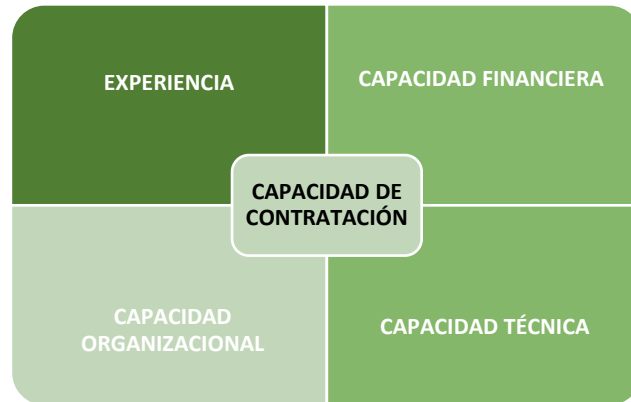 EXPERIENCIA
CAPACIDAD FINANCIERA
CAPACIDAD DE
CONTRATACIÓN
CAPACIDAD
ORGANIZACIONAL
CAPACIDAD TÉCNICA